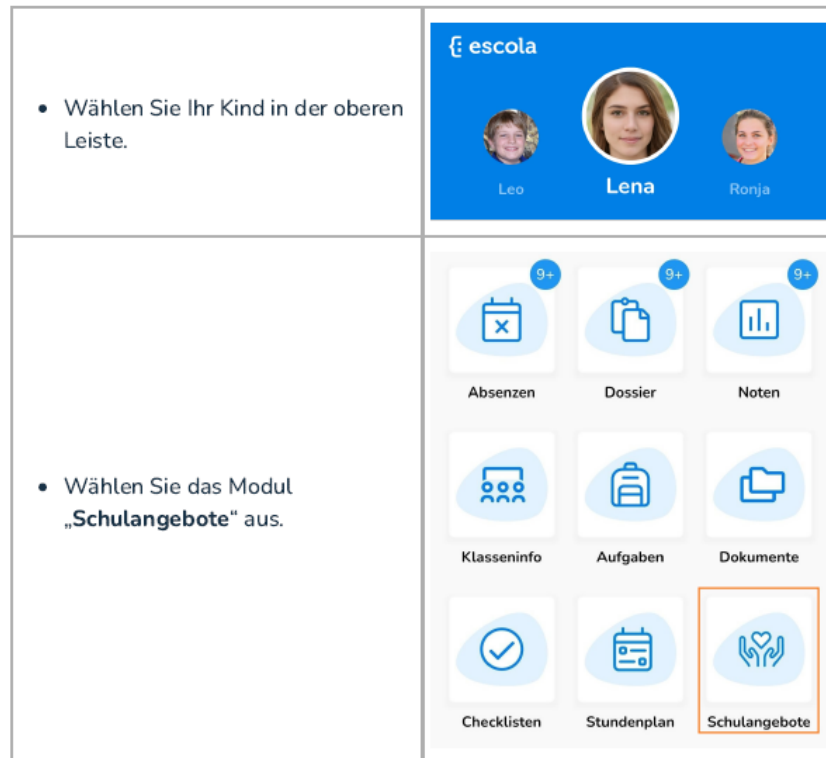 • Wählen Sie Ihr Kind in der oberen
Leiste.
escola
Leo
Lena
Ronja
• Wählen Sie das Modul
„Schulangebote“ aus.
9+
9+
9+
Absenzen
Dossier
Noten
Klasseninfo
Aufgaben
Dokumente
Checklisten
Stundenplan
Schulangebote